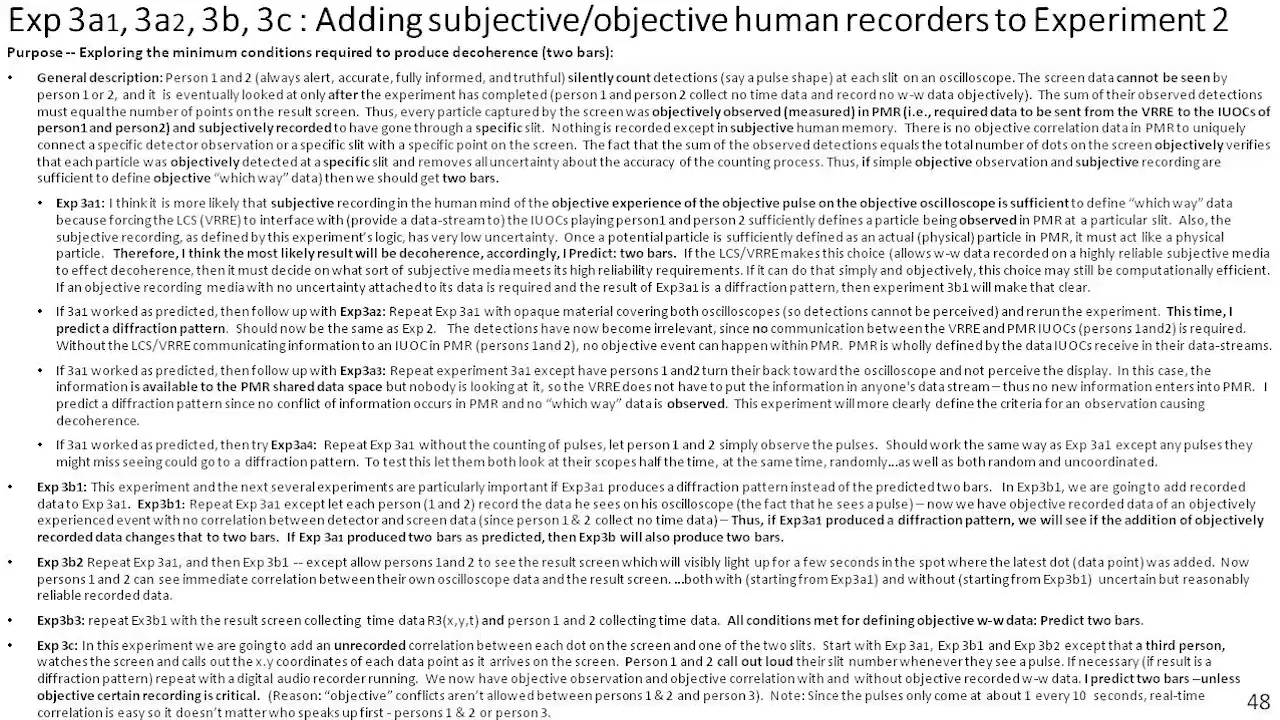 Exp 3a1, 3a2, 3b, 3c : Adding subjective/objective human recorders to Experiment 2
Purpose -- Exploring the minimum conditions required to produce decoherence (two bars):
• General description: Person 1 and 2 (always alert, accurate, fully informed, and truthful) silently count detections (say a pulse shape) at each slit on an oscilloscope. The screen data cannot be seen by
person 1 or 2, and it is eventually looked at only after the experiment has completed (person 1 and person 2 collect no time data and record no w-w data objectively). The sum of their observed detections
must equal the number of points on the result screen. Thus, every particle captured by the screen was objectively observed (measured) in PMR (i.e., required data to be sent from the VRRE to the IUOCs of
person1 and person2) and subjectively recorded to have gone through a specific slit. Nothing is recorded except in subjective human memory. There is no objective correlation data in PMR to uniquely
connect a specific detector observation or a specific slit with a specific point on the screen. The fact that the sum of the observed detections equals the total number of dots on the screen objectively verifies
that each particle was objectively detected at a specific slit and removes all uncertainty about the accuracy of the counting process. Thus, if simple objective observation and subjective recording are
sufficient to define objective “which way” data) then we should get two bars.
• Exp 3a1: I think it is more likely that subjective recording in the human mind of the objective experience of the objective pulse on the objective oscilloscope is sufficient to define “which way” data
because forcing the LCS (VRRE) to interface with (provide a data-stream to) the IUOCs playing person1 and person 2 sufficiently defines a particle being observed in PMR at a particular slit. Also, the
subjective recording, as defined by this experiment's logic, has very low uncertainty. Once a potential particle is sufficiently defined as an actual (physical) particle in PMR, it must act like a physical
particle. Therefore, I think the most likely result will be decoherence, accordingly, I Predict: two bars. If the LCS/VRRE makes this choice (allows w-w data recorded on a highly reliable subjective media
to effect decoherence, then it must decide on what sort of subjective media meets its high reliability requirements. If it can do that simply and objectively, this choice may still be computationally efficient.
If an objective recording media with no uncertainty attached to its data is required and the result of Exp3a1 is a diffraction pattern, then experiment 3b1 will make that clear.
• If 3a1 worked as predicted, then follow up with Exp3a2: Repeat Exp 3a1 with opaque material covering both oscilloscopes (so detections cannot be perceived) and rerun the experiment. This time, I
predict a diffraction pattern. Should now be the same as Exp 2. The detections have now become irrelevant, since no communication between the VRRE and PMR IUOCs (persons 1and2) is required.
Without the LCS/VRRE communicating information to an IUOC in PMR (persons 1and 2), no objective event can happen within PMR. PMR is wholly defined by the data IUOCs receive in their data-streams.
• If 3a1 worked as predicted, then follow up with Exp3a3: Repeat experiment 3a1 except have persons 1 and2 turn their back toward the oscilloscope and not perceive the display. In this case, the
information is available to the PMR shared data space but nobody is looking at it, so the VRRE does not have to put the information in anyone's data stream – thus no new information enters into PMR. I
predict a diffraction pattern since no conflict of information occurs in PMR and no “which way” data is observed. This experiment will more clearly define the criteria for an observation causing
decoherence.
• If 3a1 worked as predicted, then try Exp3a4: Repeat Exp 3a1 without the counting of pulses, let person 1 and 2 simply observe the pulses. Should work the same way as Exp 3a1 except any pulses they
might miss seeing could go to a diffraction pattern. To test this let them both look at their scopes half the time, at the same time, randomly...as well as both random and uncoordinated.
• Exp 3b1: This experiment and the next several experiments are particularly important if Exp3a1 produces a diffraction pattern instead of the predicted two bars. In Exp3b1, we are going to add recorded
data to Exp 3a1. Exp3b1: Repeat Exp 3a1 except let each person (1 and 2) record the data he sees on his oscilloscope (the fact that he sees a pulse) – now we have objective recorded data of an objectively
experienced event with no correlation between detector and screen data (since person 1 & 2 collect no time data) – Thus, if Exp3a1 produced a diffraction pattern, we will see if the addition of objectively
recorded data changes that to two bars. If Exp 3a1 produced two bars as predicted, then Exp3b will also produce two bars.
• Exp 3b2 Repeat Exp 3a1, and then Exp 3b1 -- except allow persons 1and 2 to see the result screen which will visibly light up for a few seconds in the spot where the latest dot (data point) was added. Now
persons 1 and 2 can see immediate correlation between their own oscilloscope data and the result screen. ...both with (starting from Exp3a1) and without (starting from Exp3b1) uncertain but reasonably
reliable recorded data.
• Exp3b3: repeat Ex3b1 with the result screen collecting time data R3(x,y,t) and person 1 and 2 collecting time data. All conditions met for defining objective w-w data: Predict two bars.
• Exp 3c: In this experiment we are going to add an unrecorded correlation between each dot on the screen and one of the two slits. Start with Exp 3a1, Exp 3b1 and Exp 3b2 except that a third person,
watches the screen and calls out the x.y coordinates of each data point as it arrives on the screen. Person 1 and 2 call out loud their slit number whenever they see a pulse. If necessary (if result is a
diffraction pattern) repeat with a digital audio recorder running. We now have objective observation and objective correlation with and without objective recorded w-w data. I predict two bars –unless
objective certain recording is critical. (Reason: “objective” conflicts aren't allowed between persons 1 & 2 and person 3). Note: Since the pulses only come at about 1 every 10 seconds, real-time
correlation is easy so it doesn't matter who speaks up first - persons 1 & 2 or person 3.
48